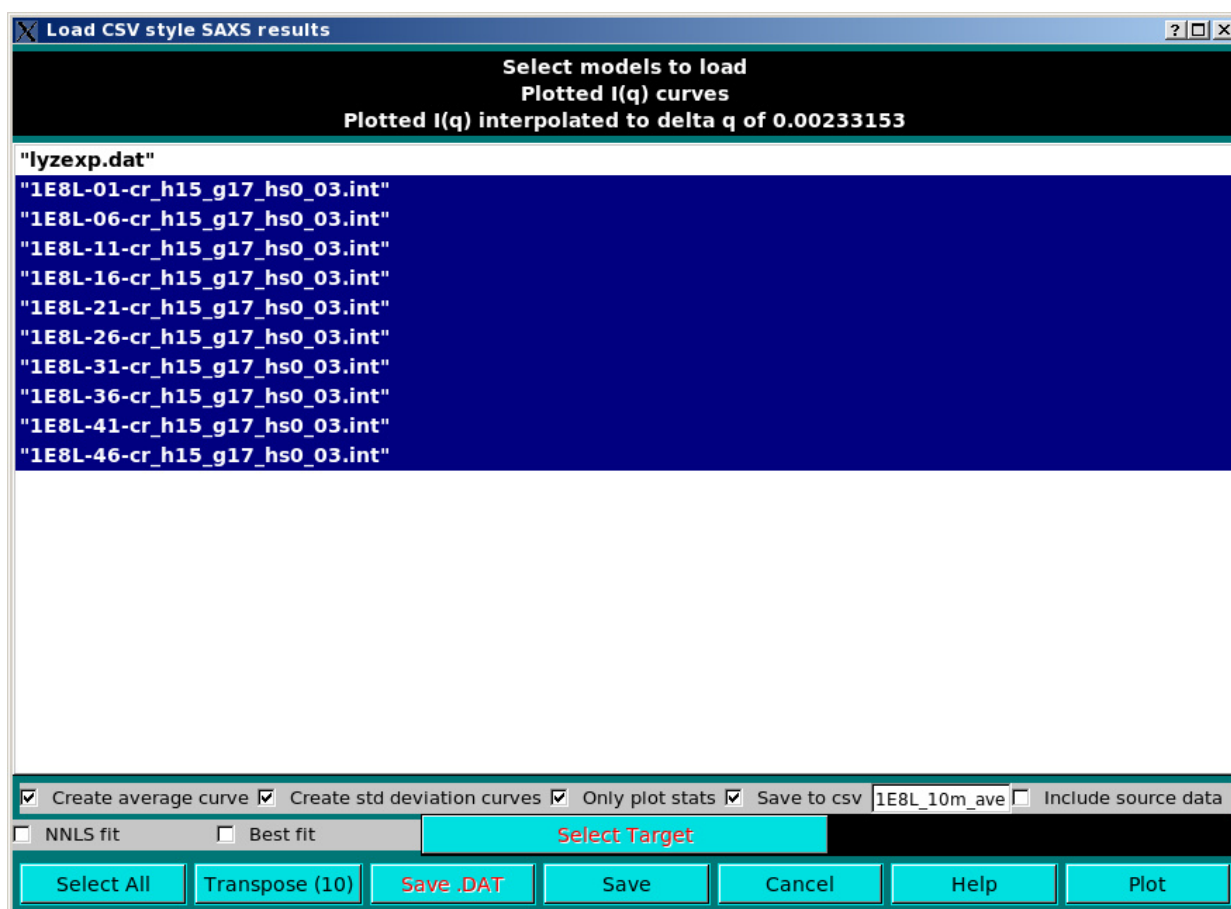 Load CSV style SAXS results
Select models to load
Plotted I(q) curves
Plotted I(q) interpolated to delta q of 0.00233153
"lyzexp.dat"
"1E8L-01-cr_h15_g17_hs0_03.int"
"1E8L-06-cr_h15_g17_hs0_03.int"
"1E8L-11-cr_h15_g17_hs0_03.int"
"1E8L-16-cr_h15_g17_hs0_03.int"
"1E8L-21-cr_h15_g17_hs0_03.int"
"1E8L-26-cr_h15_g17_hs0_03.int"
"1E8L-31-cr_h15_g17_hs0_03.int"
"1E8L-36-cr_h15_g17_hs0_03.int"
"1E8L-41-cr_h15_g17_hs0_03.int"
"1E8L-46-cr_h15_g17_hs0_03.int"
Create average curve Create std deviation curves Only plot stats Save to csv 1E8L_10m_ave Include source data
NNLS fit Best fit Select Target
Select All Transpose (10) Save .DAT Save Cancel Help Plot